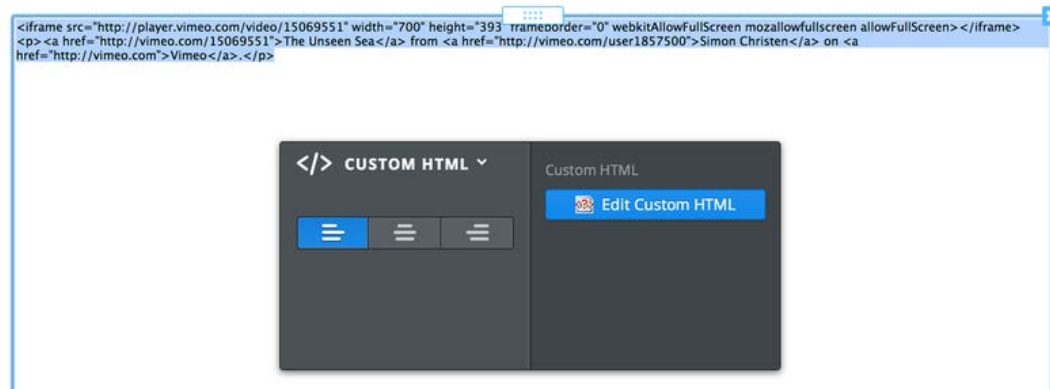 <iframe src="http://player.vimeo.com/video/15069551" width="700" height="393 frameborder="0" webkitAllowFullScreen mozallowfullscreen allowFullScreen></iframe>
<p><a href="http://vimeo.com/15069551">The Unseen Sea</a> from <a href="http://vimeo.com/user1857500">Simon Christen</a> on <a
href="http://vimeo.com">Vimeo</a>.</p>
</> CUSTOM HTML
Custom HTML
Edit Custom HTML